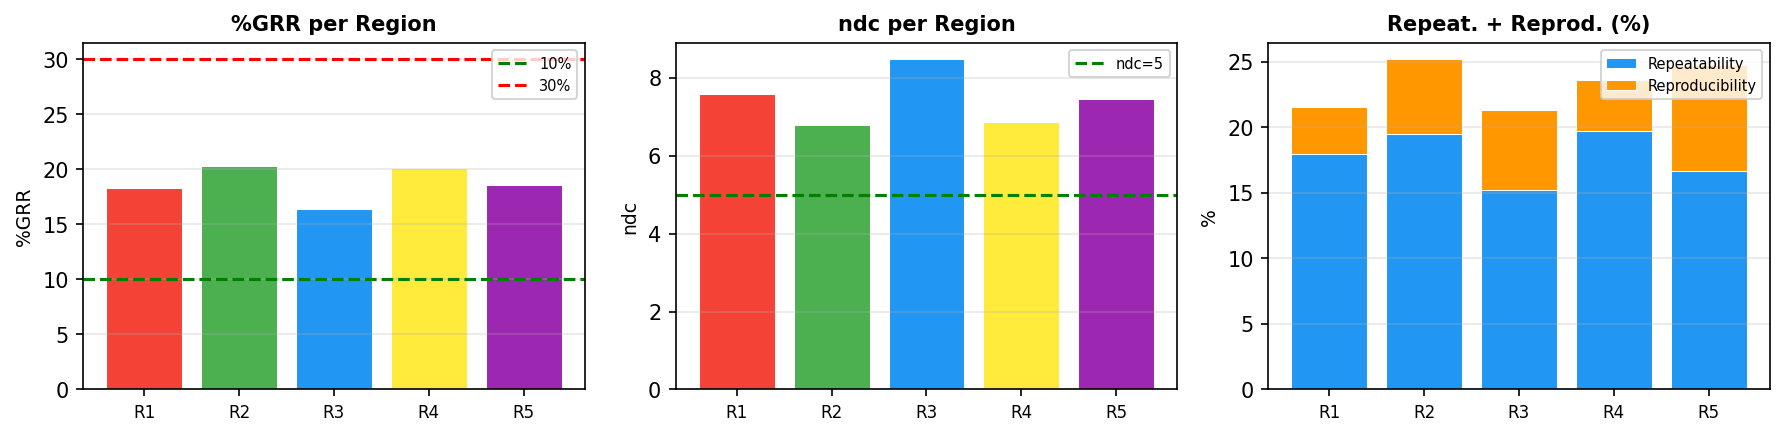 %GRR per Region
%GRR
30
25
20
15
10
5
0
10%
30%
R1 R2 R3 R4 R5
ndc per Region
ndc
8
6
4
2
0
ndc=5
R1 R2 R3 R4 R5
Repeat. + Reprod. (%)
%
25
20
15
10
5
0
Repeatability
Reproducibility
R1 R2 R3 R4 R5